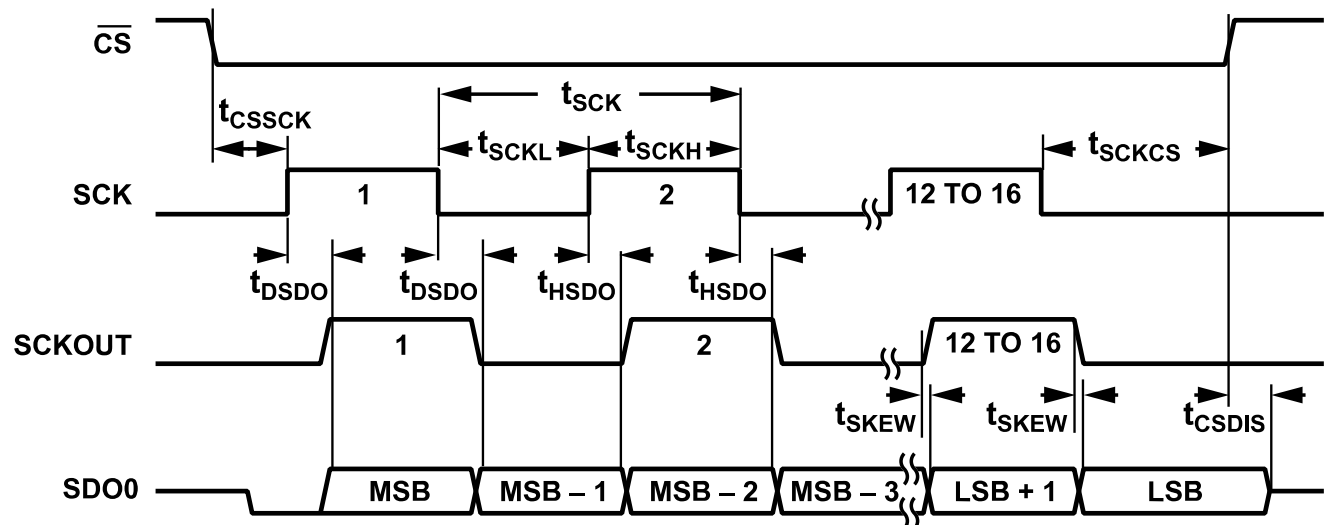 CS
tCSSCK
tSCK
tSCKL
tSCKH
tSCKCS
SCK
1
2
12 TO 16
tDSDO
tDSDO
tHSDO
tHSDO
SCKOUT
1
2
12 TO 16
tSKEW
tSKEW
tCSDIS
SDO0
MSB
MSB – 1
MSB – 2
MSB – 3
LSB + 1
LSB